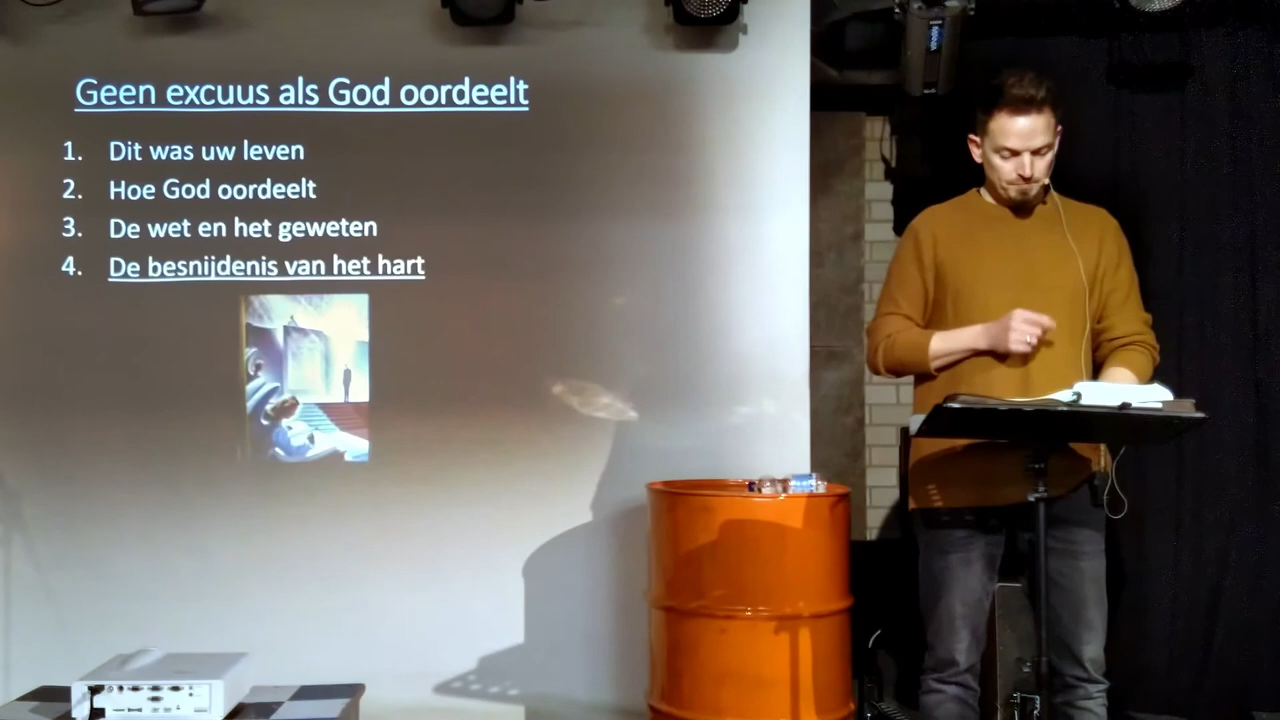 Geen excuus als God oordeelt
1. Dit was uw leven
2. Hoe God oordeelt
3. De wet en het geweten
4. De besnijdenis van het hart